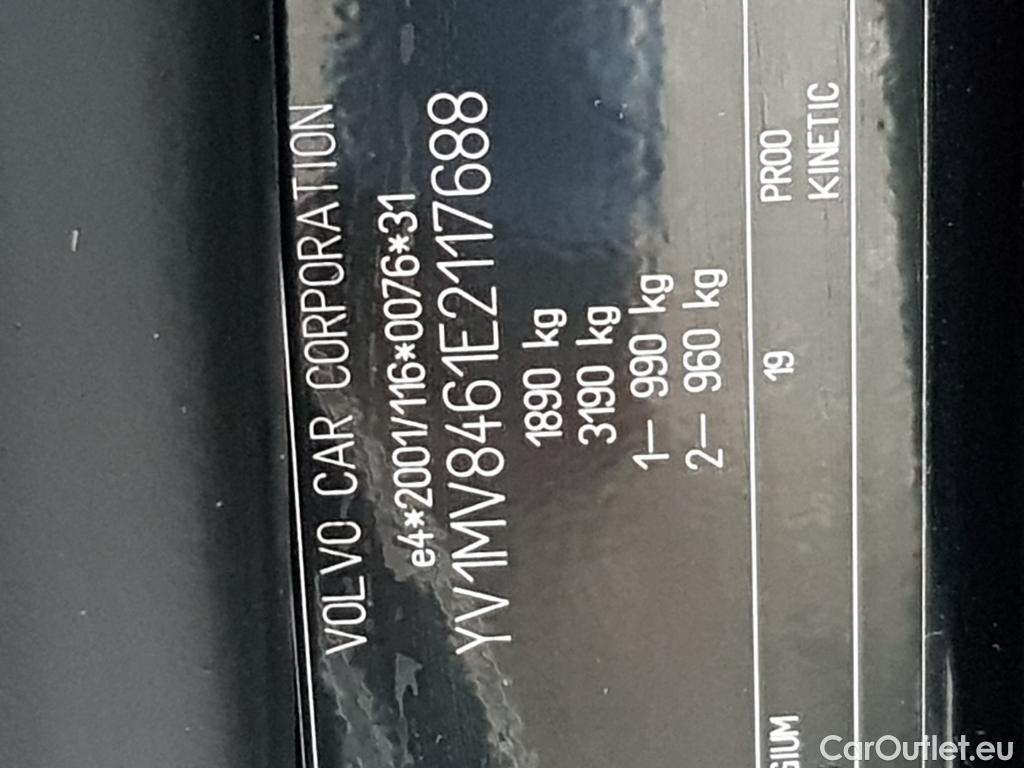 VOLVO CAR CORPORATION
e4*2001/116*0076*31
YV1MV8461E2117688
1890 kg
3190 kg
1– 990 kg
2– 960 kg
GIUM 19 PR00
KINETIC
CarOutlet.eu